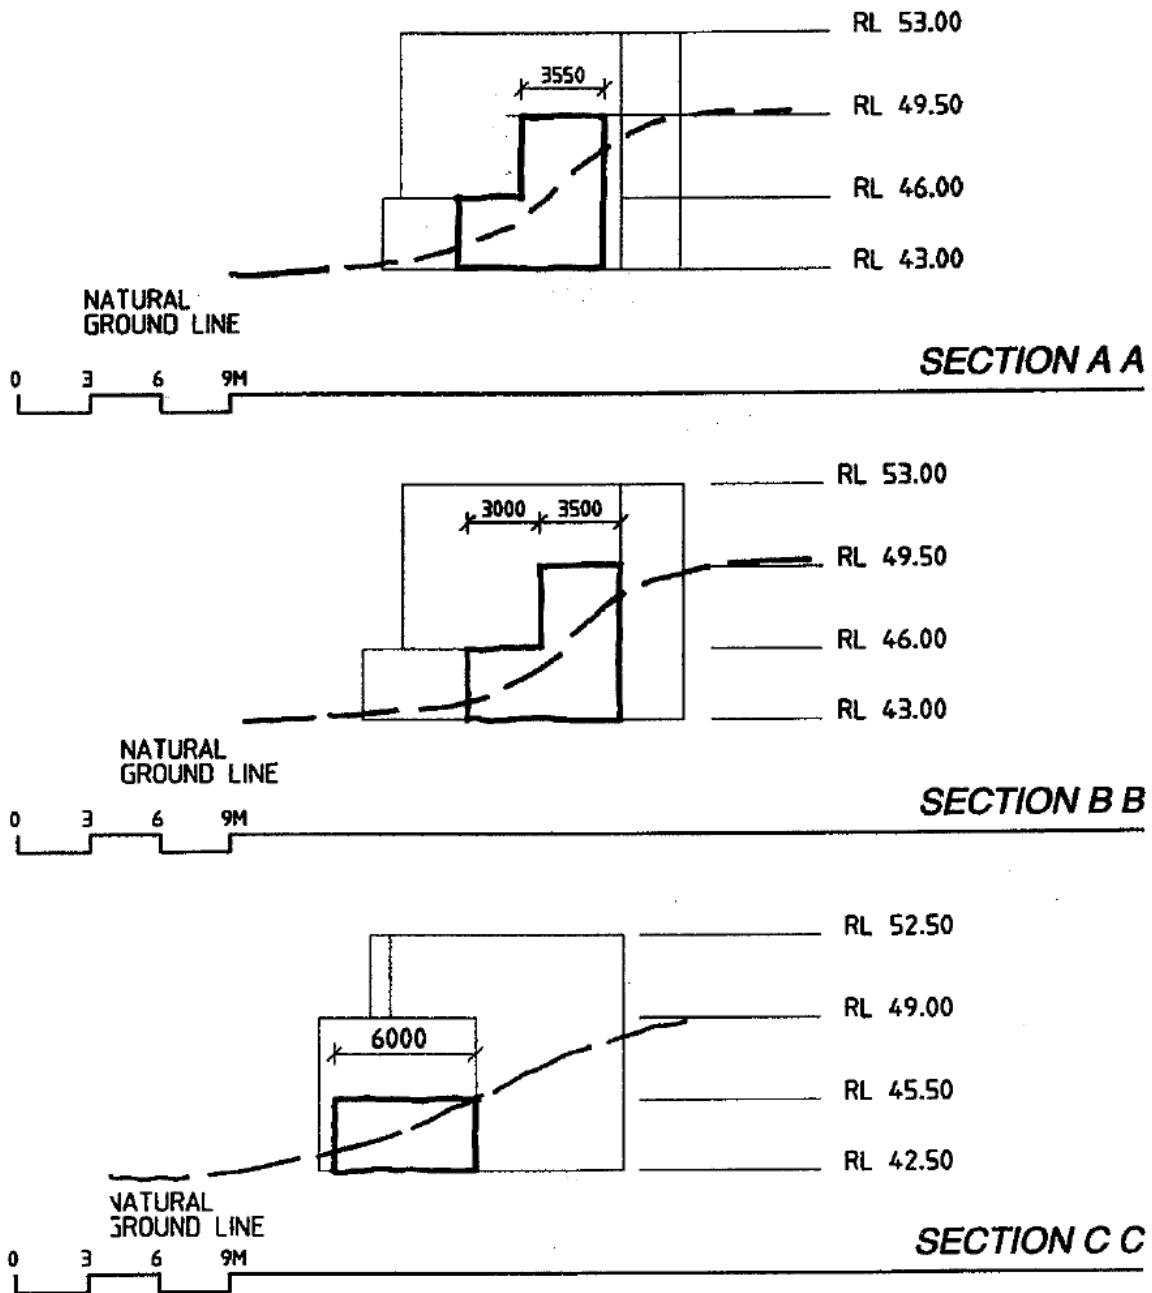 RL 53.00
3550
RL 49.50
RL 46.00
RL 43.00
NATURAL
GROUND LINE
SECTION A A
0 3 6 9M
RL 53.00
3000 3500
RL 49.50
RL 46.00
RL 43.00
NATURAL
GROUND LINE
SECTION B B
0 3 6 9M
RL 52.50
RL 49.00
6000
RL 45.50
RL 42.50
NATURAL
GROUND LINE
SECTION C C
0 3 6 9M